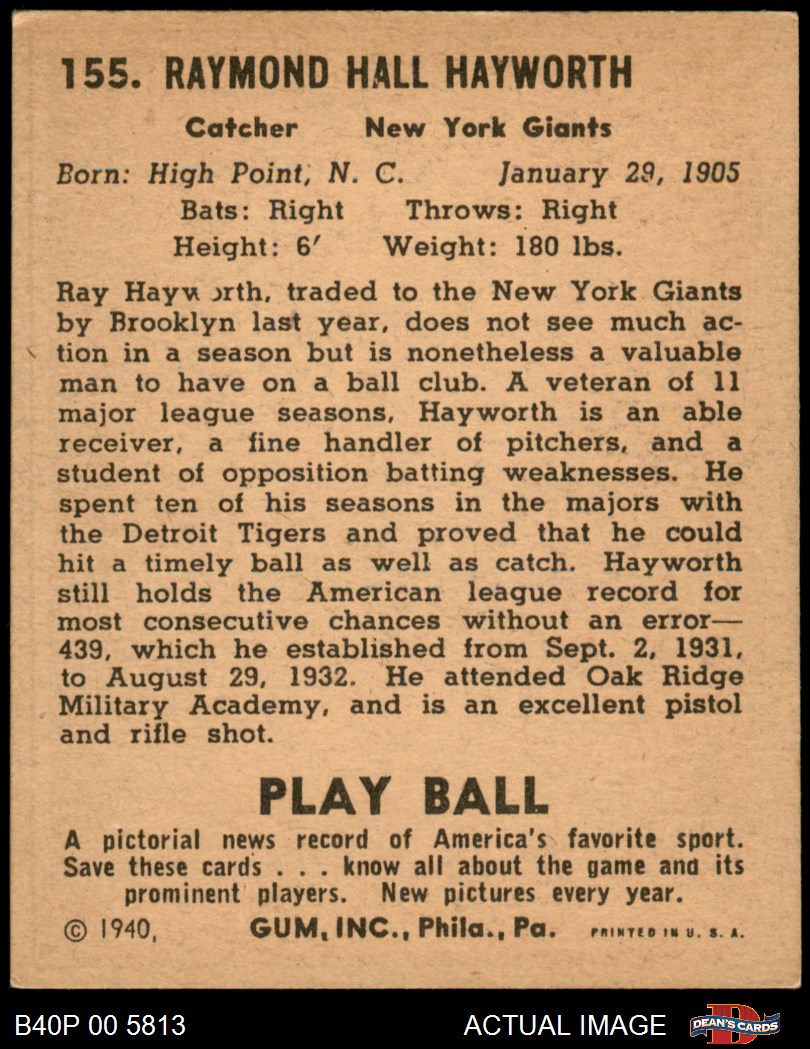 155. RAYMOND HALL HAYWORTH
Catcher New York Giants
Born: High Point, N. C. January 29, 1905
Bats: Right Throws: Right
Height: 6′ Weight: 180 lbs.
Ray Hayworth, traded to the New York Giants
by Brooklyn last year, does not see much ac-
tion in a season but is nonetheless a valuable
man to have on a ball club. A veteran of 11
major league seasons, Hayworth is an able
receiver, a fine handler of pitchers, and a
student of opposition batting weaknesses. He
spent ten of his seasons in the majors with
the Detroit Tigers and proved that he could
hit a timely ball as well as catch. Hayworth
still holds the American league record for
most consecutive chances without an error—
439, which he established from Sept. 2, 1931,
to August 29, 1932. He attended Oak Ridge
Military Academy, and is an excellent pistol
and rifle shot.
PLAY BALL
A pictorial news record of America's favorite sport.
Save these cards . . . know all about the game and its
prominent players. New pictures every year.
© 1940, GUM, INC., Phila., Pa. PRINTED IN U. S. A.
B40P 00 5813 ACTUAL IMAGE D DEAN'S CARDS